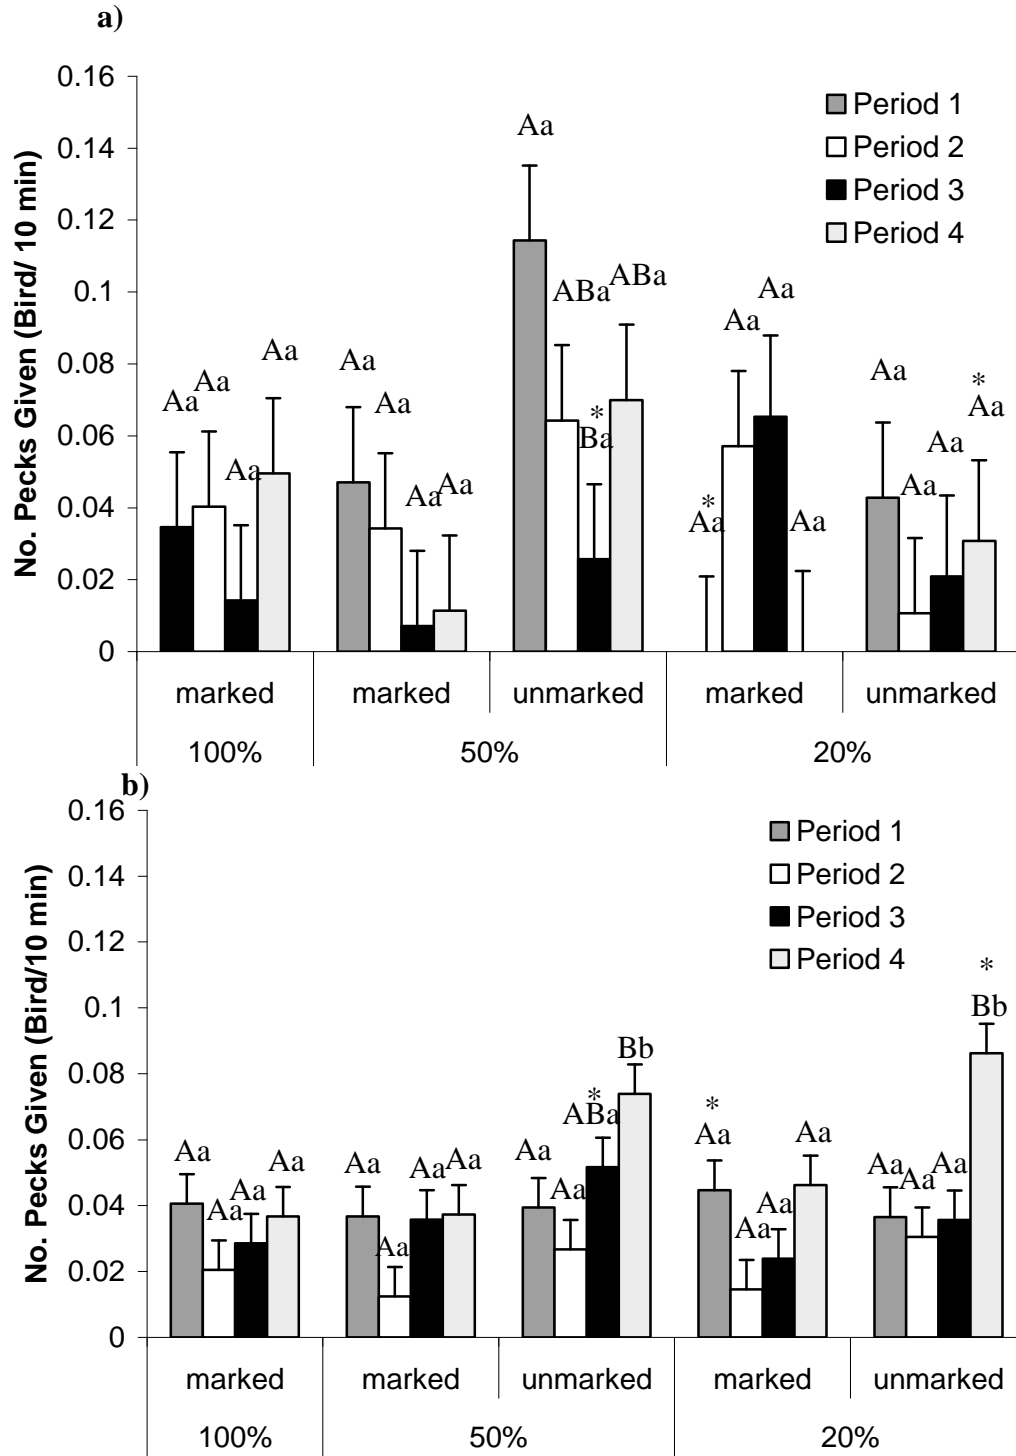 a)
No. Pecks Given (Bird/ 10 min)
0.16
0.14
0.12
0.1
0.08
0.06
0.04
0.02
0
Period 1
Period 2
Period 3
Period 4
Aa Aa Aa Aa
Aa Aa Aa Aa
Aa ABa * Ba ABa
* Aa Aa Aa Aa
Aa Aa Aa * Aa
marked marked unmarked marked unmarked
100% 50% 20%
b)
No. Pecks Given (Bird/10 min)
0.16
0.14
0.12
0.1
0.08
0.06
0.04
0.02
0
Period 1
Period 2
Period 3
Period 4
Aa Aa Aa Aa
Aa Aa Aa Aa
Aa Aa * ABa Bb
* Aa Aa Aa Aa
Aa Aa Aa * Bb
marked marked unmarked marked unmarked
100% 50% 20%